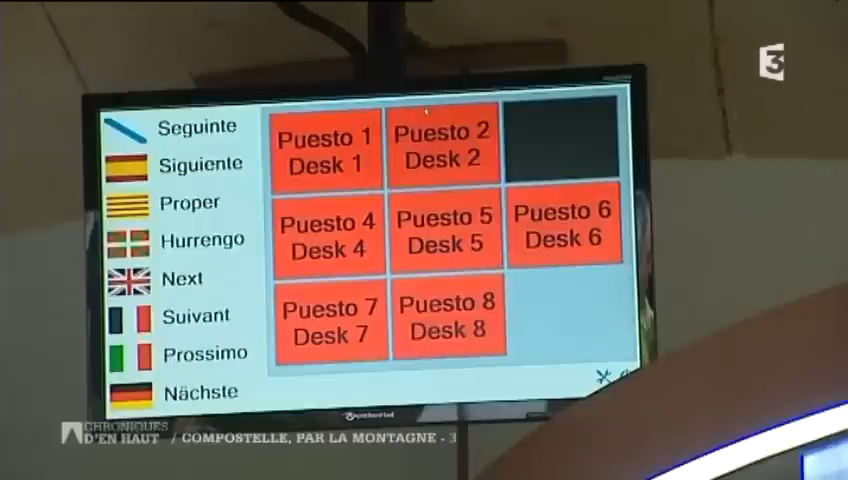 3
Seguinte
Siguiente
Proper
Hurrengo
Next
Suivant
Prossimo
Nächste
Puesto 1
Desk 1
Puesto 2
Desk 2
Puesto 4
Desk 4
Puesto 5
Desk 5
Puesto 6
Desk 6
Puesto 7
Desk 7
Puesto 8
Desk 8
CHRONIQUES
D'EN HAUT / COMPOSTELLE, PAR LA MONTAGNE - 3